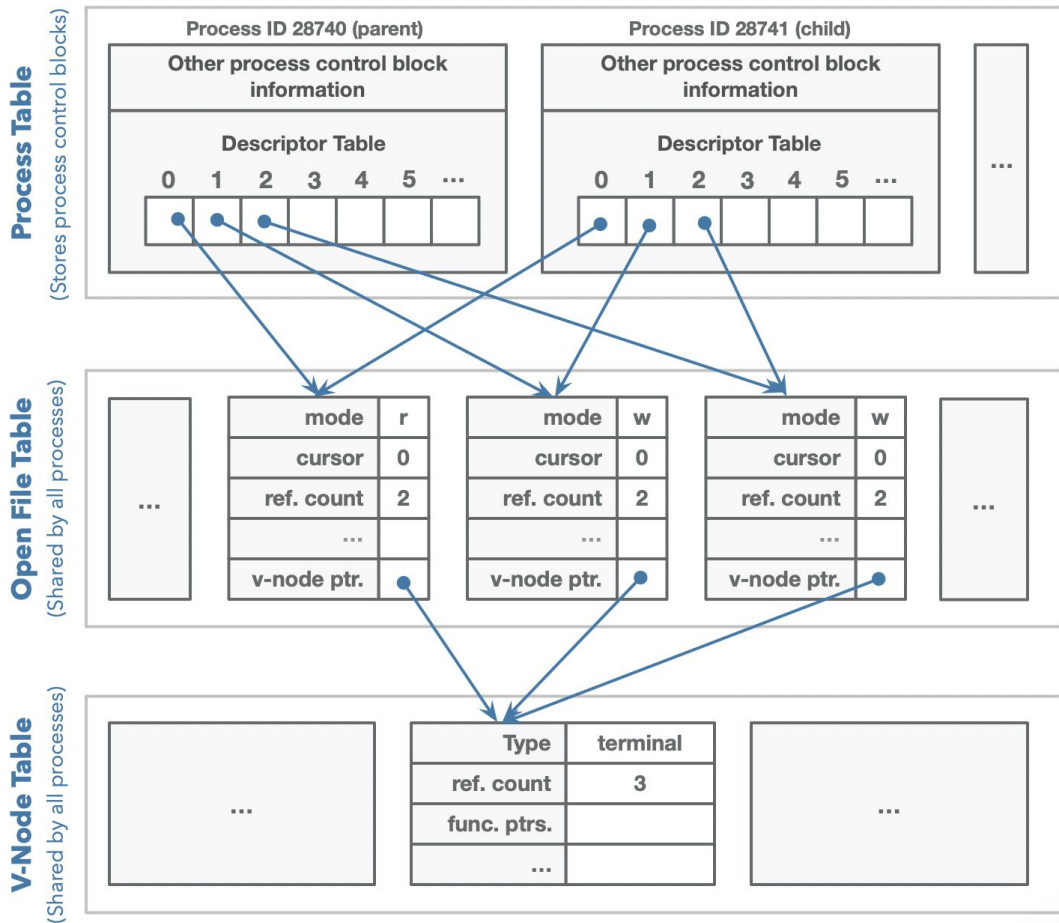 Process Table
(Stores process control blocks)
Process ID 28740 (parent)
Other process control block
information
Descriptor Table
0 1 2 3 4 5 ...
Process ID 28741 (child)
Other process control block
information
Descriptor Table
0 1 2 3 4 5 ...
...
Open File Table
(Shared by all processes)
...
mode r
cursor 0
ref. count 2
...
v-node ptr.
mode w
cursor 0
ref. count 2
...
v-node ptr.
mode w
cursor 0
ref. count 2
...
v-node ptr.
...
V-Node Table
(Shared by all processes)
...
Type terminal
ref. count 3
func. ptrs.
...
...